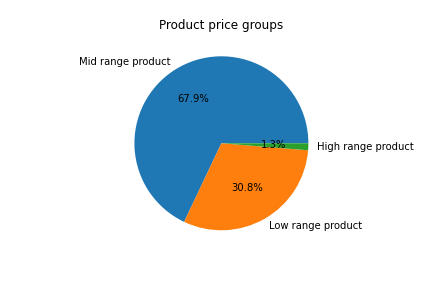 Product price groups
Mid range product
67.9%
1.3%
High range product
30.8%
Low range product